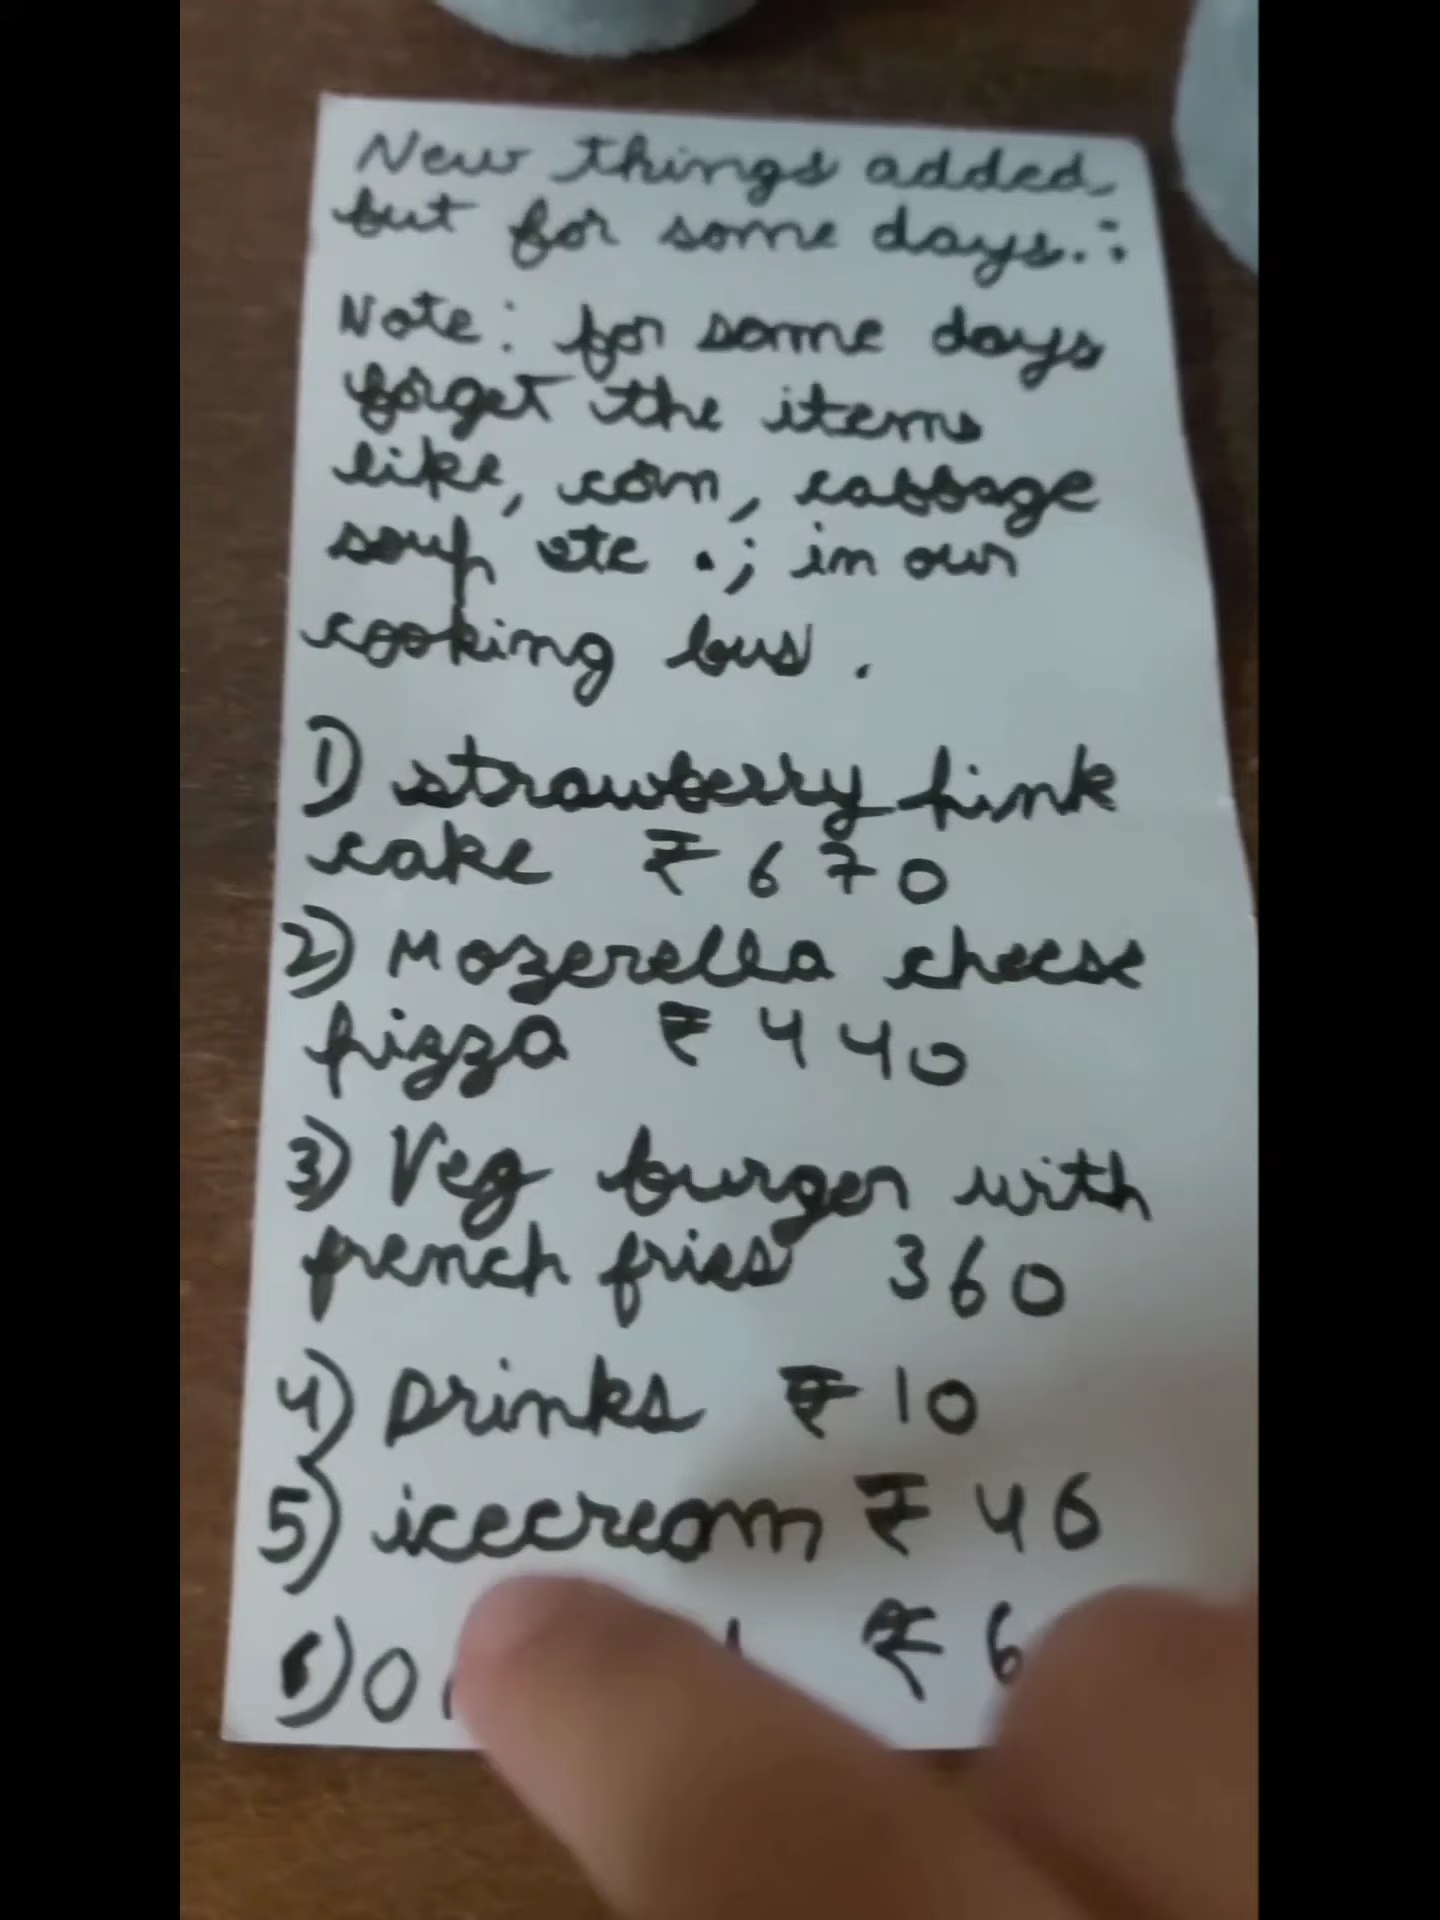 New things added,
but for some days.:
Note: for some days
forget the items
like, corn, cabbage
soup etc .; in our
cooking bus.
1) strawberry pink
cake ₹ 670
2) Mozerella cheese
pizza ₹ 440
3) Veg burger with
french fries 360
4) Drinks ₹ 10
5) icecream ₹ 46
6) ₹ 6